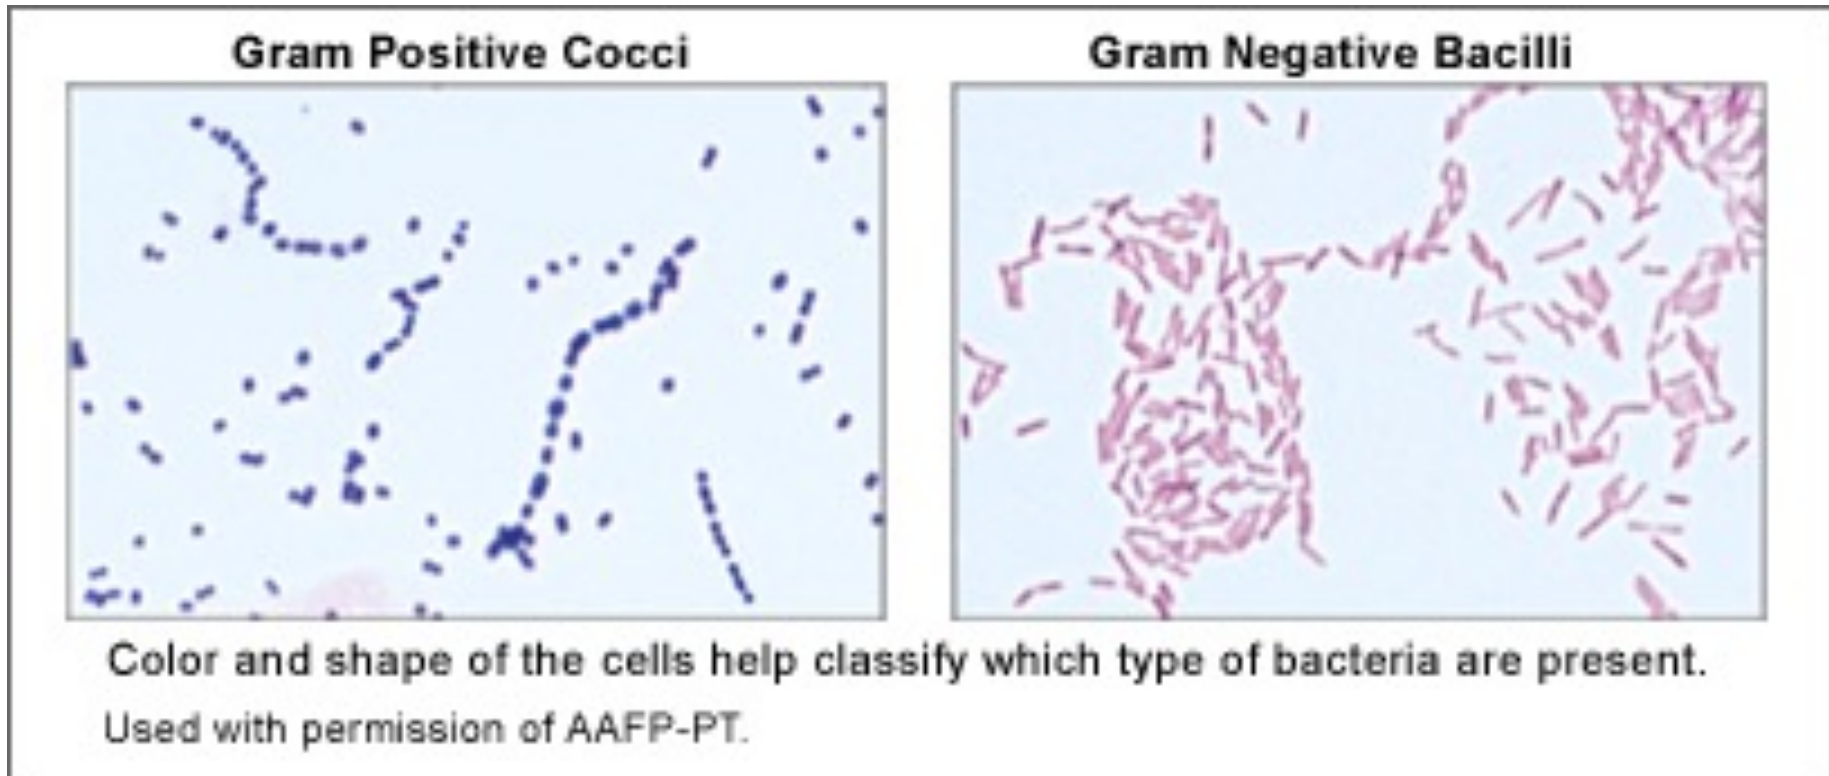 Gram Positive Cocci
Gram Negative Bacilli
Color and shape of the cells help classify which type of bacteria are present.
Used with permission of AAFP-PT.